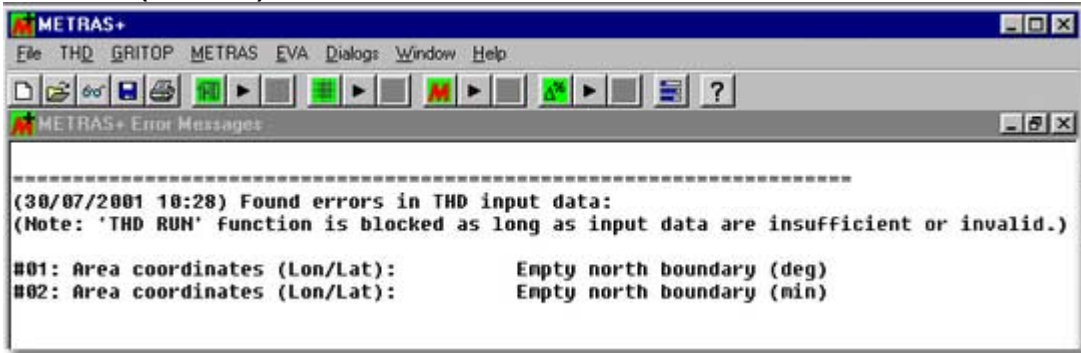 METRAS+
File THD GRITOP METRAS EVA Dialogs Window Help
M ?
METRAS+ Error Messages
===========================================================================
(30/07/2001 10:28) Found errors in THD input data:
(Note: 'THD RUN' function is blocked as long as input data are insufficient or invalid.)
#01: Area coordinates (Lon/Lat): Empty north boundary (deg)
#02: Area coordinates (Lon/Lat): Empty north boundary (min)